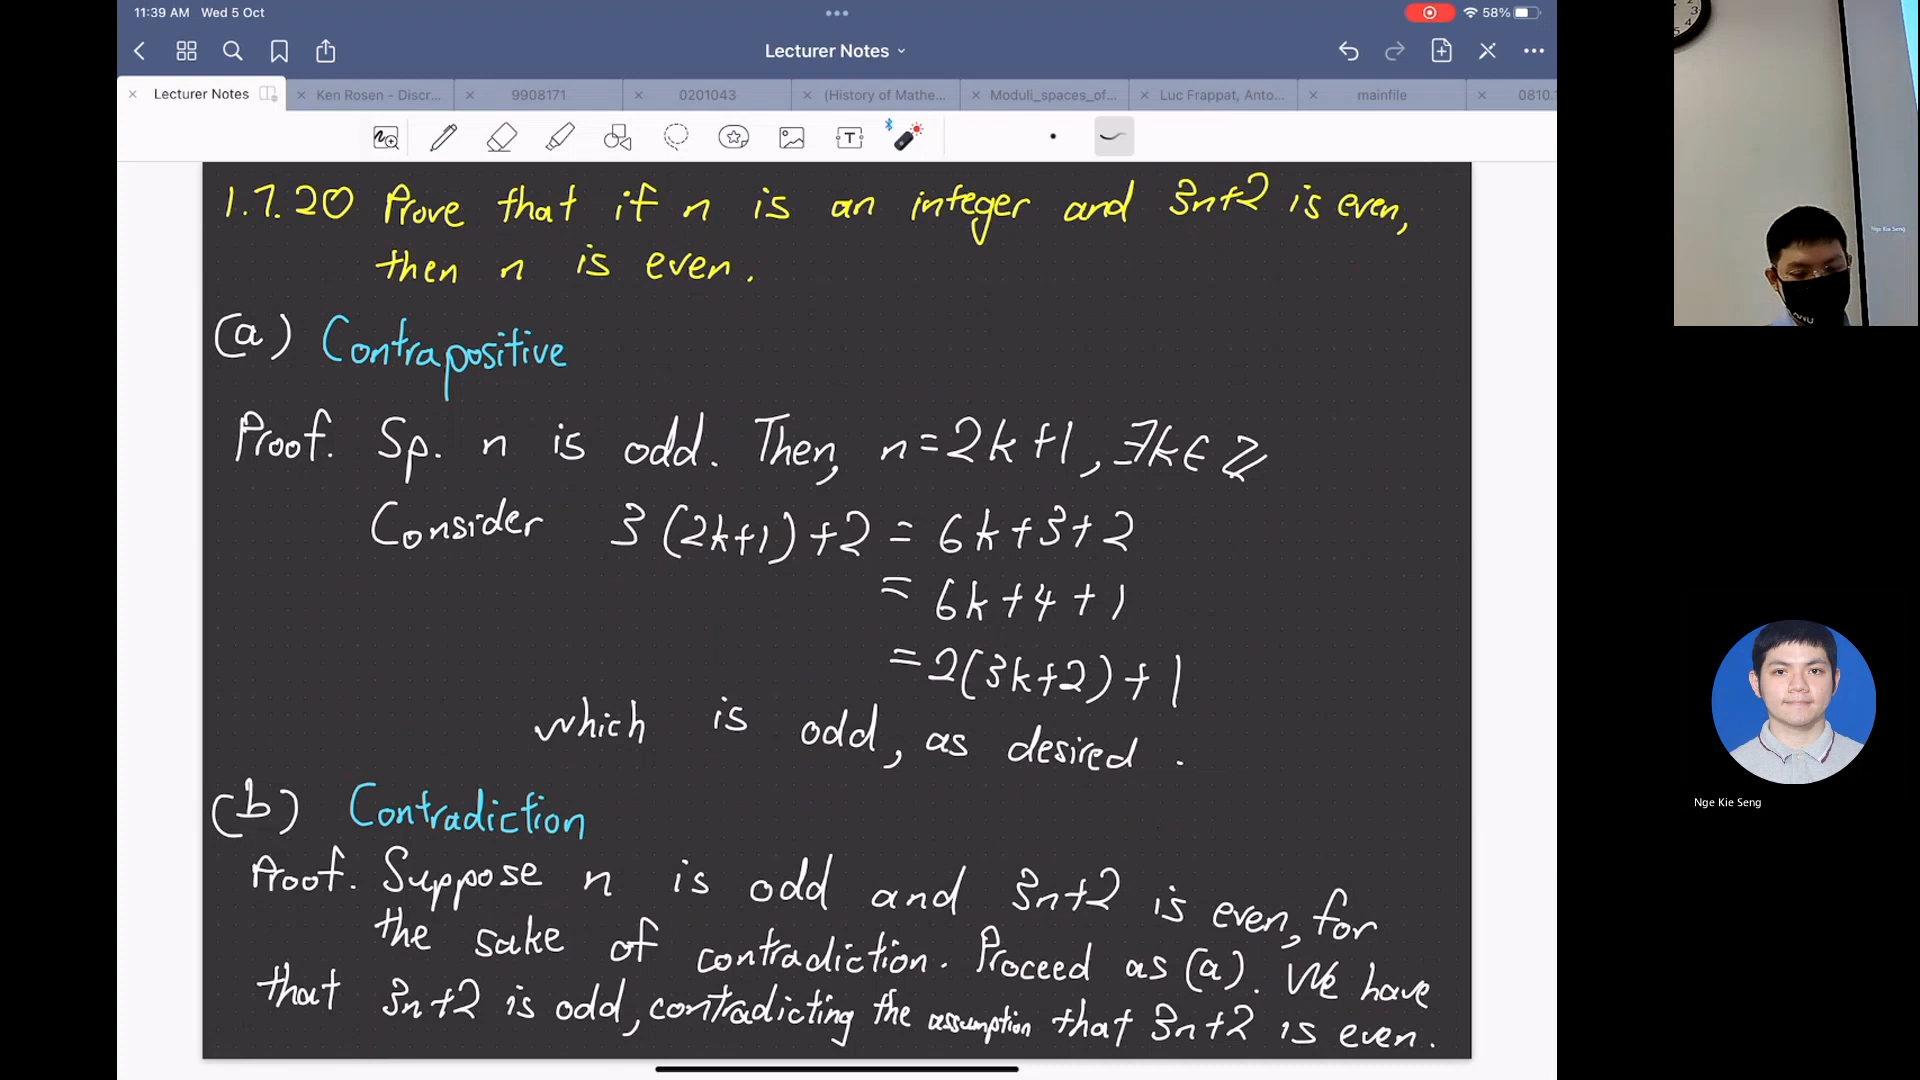 11:39 AM Wed 5 Oct
58%
Lecturer Notes
Lecturer Notes
Ken Rosen - Discr...
9908171
0201043
(History of Mathe...
Moduli_spaces_of...
Luc Frappat, Anto...
mainfile
0810.
1.7.20 Prove that if n is an integer and 3n+2 is even,
then n is even.
(a) Contrapositive
Proof. Sp. n is odd. Then, n=2k+1, ∃k∈ℤ
Consider 3(2k+1)+2 = 6k+3+2
= 6k+4+1
= 2(3k+2)+1
which is odd, as desired.
(b) Contradiction
Proof. Suppose n is odd and 3n+2 is even, for
the sake of contradiction. Proceed as (a). We have
that 3n+2 is odd, contradicting the assumption that 3n+2 is even.
Nge Kie Seng
Nge Kie Seng